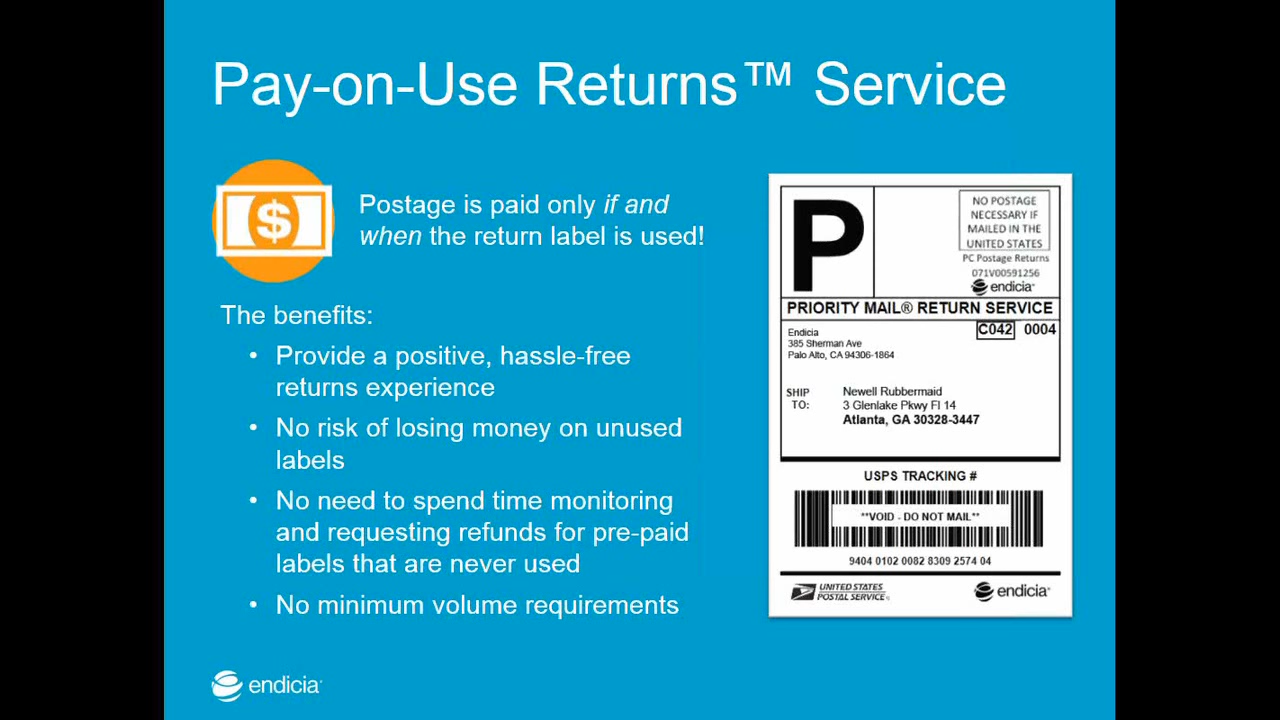 Pay-on-Use Returns™ Service
$
Postage is paid only if and
when the return label is used!
The benefits:
• Provide a positive, hassle-free
returns experience
• No risk of losing money on unused
labels
• No need to spend time monitoring
and requesting refunds for pre-paid
labels that are never used
• No minimum volume requirements
endicia
P
NO POSTAGE
NECESSARY IF
MAILED IN THE
UNITED STATES
PC Postage Returns
071V00591256
endicia
PRIORITY MAIL® RETURN SERVICE
C042 0004
Endicia
385 Sherman Ave
Palo Alto, CA 94306-1864
SHIP
TO:
Newell Rubbermaid
3 Glenlake Pkwy Fl 14
Atlanta, GA 30328-3447
USPS TRACKING #
**VOID - DO NOT MAIL**
9404 0102 0082 8309 2574 04
UNITED STATES
POSTAL SERVICE
endicia